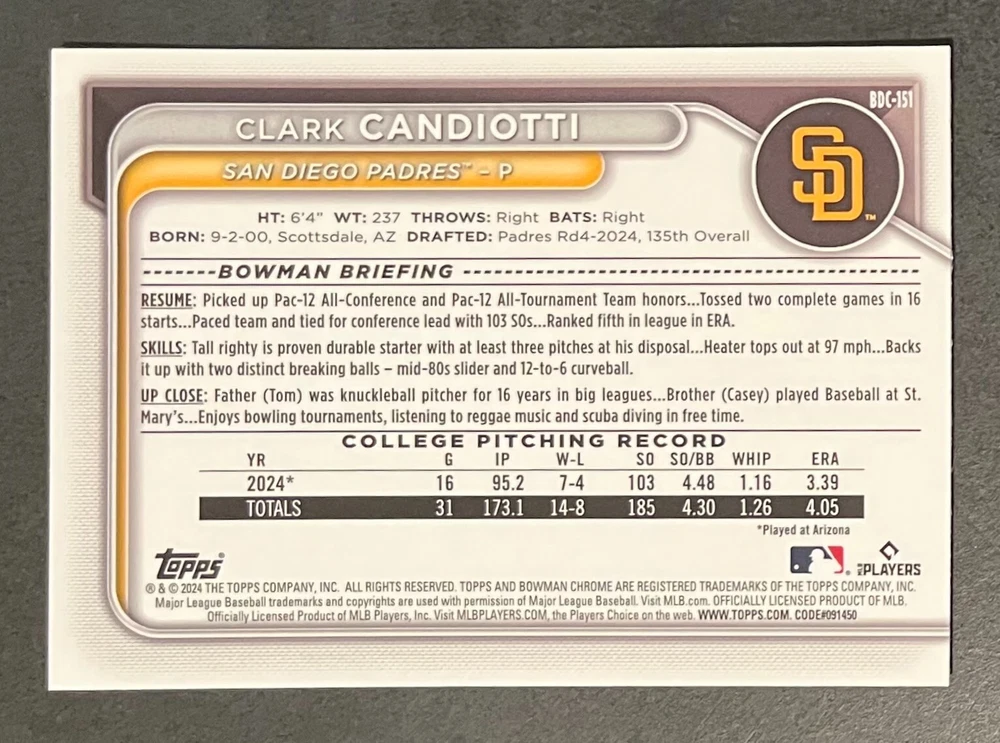 BDC-151
CLARK CANDIOTTI
SAN DIEGO PADRES™ – P
SD
™
HT: 6'4" WT: 237 THROWS: Right BATS: Right
BORN: 9-2-00, Scottsdale, AZ DRAFTED: Padres Rd4-2024, 135th Overall
BOWMAN BRIEFING
RESUME: Picked up Pac-12 All-Conference and Pac-12 All-Tournament Team honors...Tossed two complete games in 16
starts...Paced team and tied for conference lead with 103 SOs...Ranked fifth in league in ERA.
SKILLS: Tall righty is proven durable starter with at least three pitches at his disposal...Heater tops out at 97 mph...Backs
it up with two distinct breaking balls – mid-80s slider and 12-to-6 curveball.
UP CLOSE: Father (Tom) was knuckleball pitcher for 16 years in big leagues...Brother (Casey) played Baseball at St.
Mary's...Enjoys bowling tournaments, listening to reggae music and scuba diving in free time.
COLLEGE PITCHING RECORD
YR G IP W-L SO SO/BB WHIP ERA
2024* 16 95.2 7-4 103 4.48 1.16 3.39
TOTALS 31 173.1 14-8 185 4.30 1.26 4.05
*Played at Arizona
Topps®
MLB PLAYERS
® & © 2024 THE TOPPS COMPANY, INC. ALL RIGHTS RESERVED. TOPPS AND BOWMAN CHROME ARE REGISTERED TRADEMARKS OF THE TOPPS COMPANY, INC.
Major League Baseball trademarks and copyrights are used with permission of Major League Baseball. Visit MLB.com. OFFICIALLY LICENSED PRODUCT OF MLB.
Officially Licensed Product of MLB Players, Inc. Visit MLBPLAYERS.COM, the Players Choice on the web. WWW.TOPPS.COM. CODE#091450